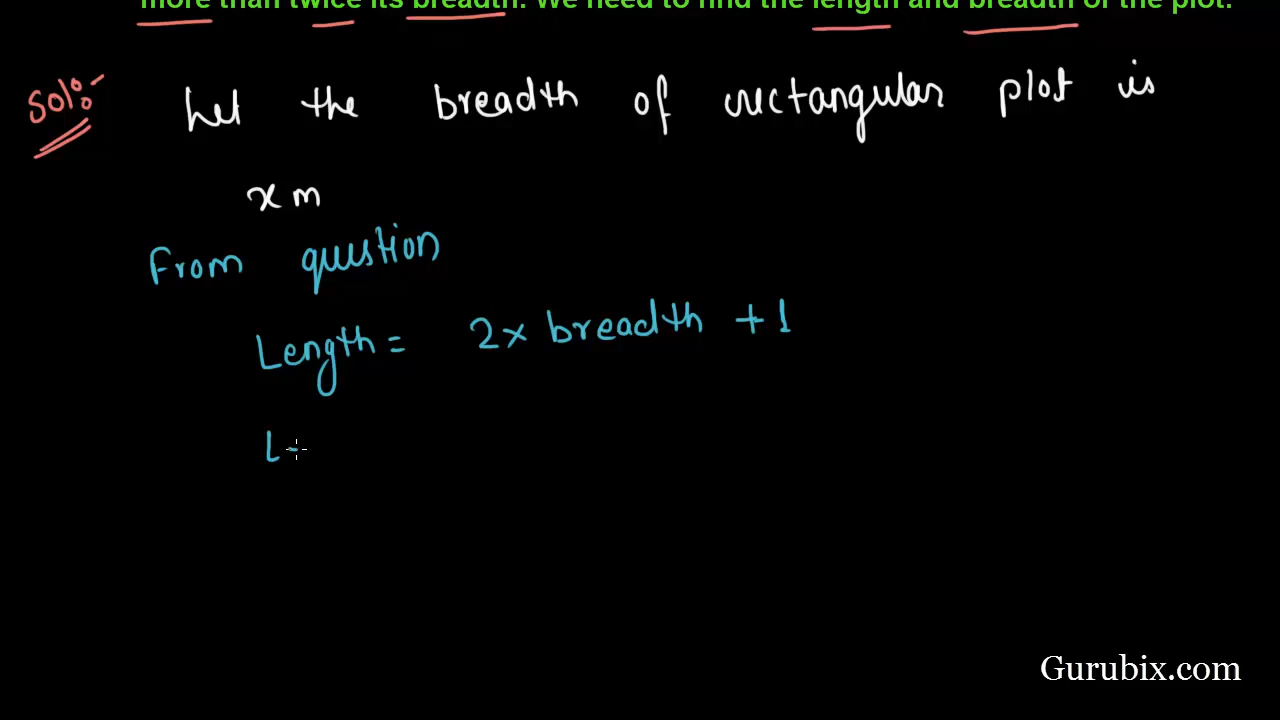 more than twice its breadth. We need to find the length and breadth of the plot.
Sol:-
Let the breadth of rectangular plot is
x m
From question
Length = 2x breadth + 1
L -
Gurubix.com